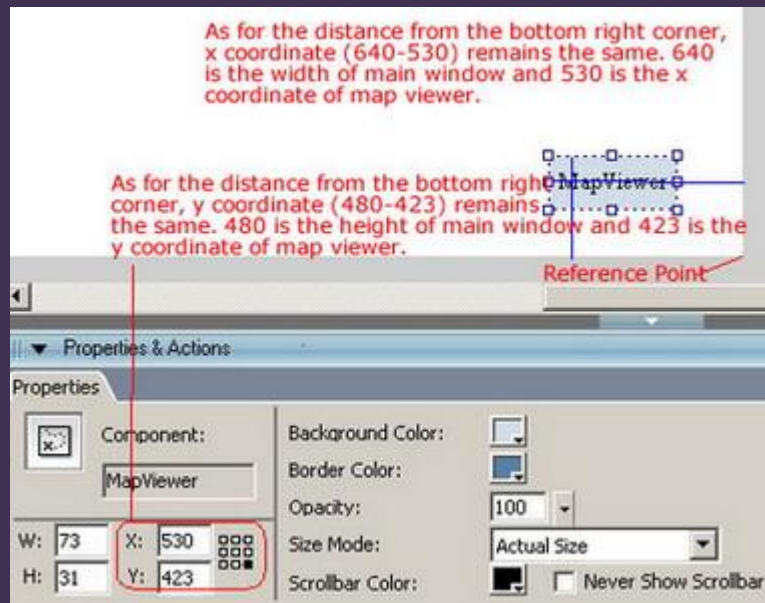 As for the distance from the bottom right corner,
x coordinate (640-530) remains the same. 640
is the width of main window and 530 is the x
coordinate of map viewer.
MapViewer
As for the distance from the bottom right
corner, y coordinate (480-423) remains
the same. 480 is the height of main window and 423 is the
y coordinate of map viewer.
Reference Point
Properties & Actions
Properties
Component:
MapViewer
W: 73 X: 530
H: 31 Y: 423
Background Color:
Border Color:
Opacity: 100
Size Mode: Actual Size
Scrollbar Color: Never Show Scrollbar